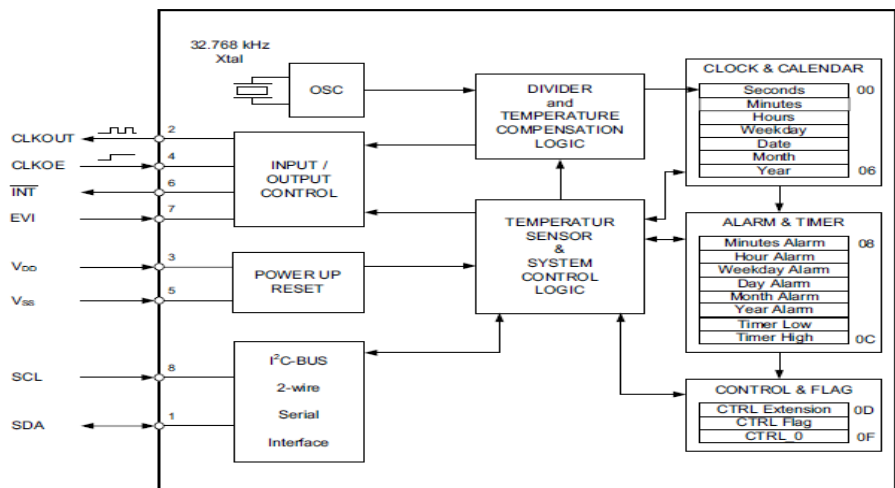 32.768 kHz
Xtal
OSC
DIVIDER
and
TEMPERATURE
COMPENSATION
LOGIC
CLOCK & CALENDAR
Seconds 00
Minutes
Hours
Weekday
Date
Month
Year 06
CLKOUT 2
CLKOE 4
INT 6
EVI 7
INPUT /
OUTPUT
CONTROL
TEMPERATUR
SENSOR
&
SYSTEM
CONTROL
LOGIC
ALARM & TIMER
Minutes Alarm 08
Hour Alarm
Weekday Alarm
Day Alarm
Month Alarm
Year Alarm
Timer Low
Timer High 0C
VDD 3
VSS 5
POWER UP
RESET
SCL 8
SDA 1
I²C-BUS
2-wire
Serial
Interface
CONTROL & FLAG
CTRL Extension 0D
CTRL Flag
CTRL_0 0F